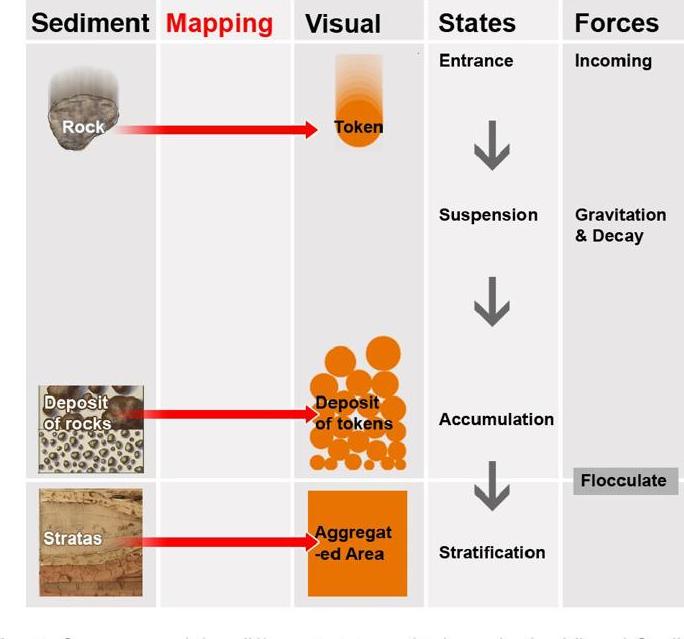 Sediment Mapping Visual States Forces
Entrance Incoming
Rock Token
Suspension Gravitation
& Decay
Deposit
of rocks
Deposit
of tokens
Accumulation
Flocculate
Stratas
Aggregat
-ed Area
Stratification